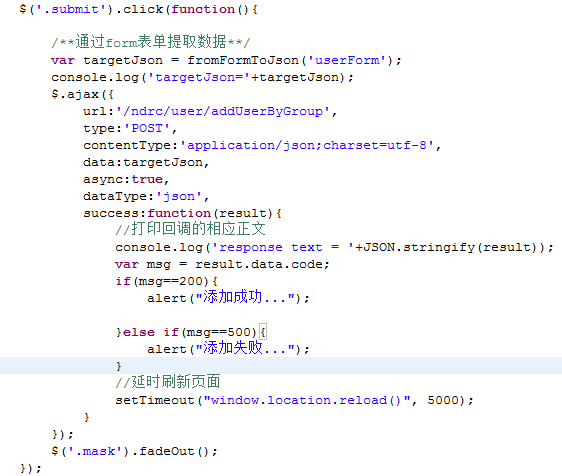 $('.submit').click(function(){
/**通过form表单提取数据**/
var targetJson = fromFormToJson('userForm');
console.log('targetJson='+targetJson);
$.ajax({
url:'/ndrc/user/addUserByGroup',
type:'POST',
contentType:'application/json;charset=utf-8',
data:targetJson,
async:true,
dataType:'json',
success:function(result){
//打印回调的相应正文
console.log('response text = '+JSON.stringify(result));
var msg = result.data.code;
if(msg==200){
alert("添加成功...");
}else if(msg==500){
alert("添加失败...");
}
//延时刷新页面
setTimeout("window.location.reload()", 5000);
}
});
$('.mask').fadeOut();
});